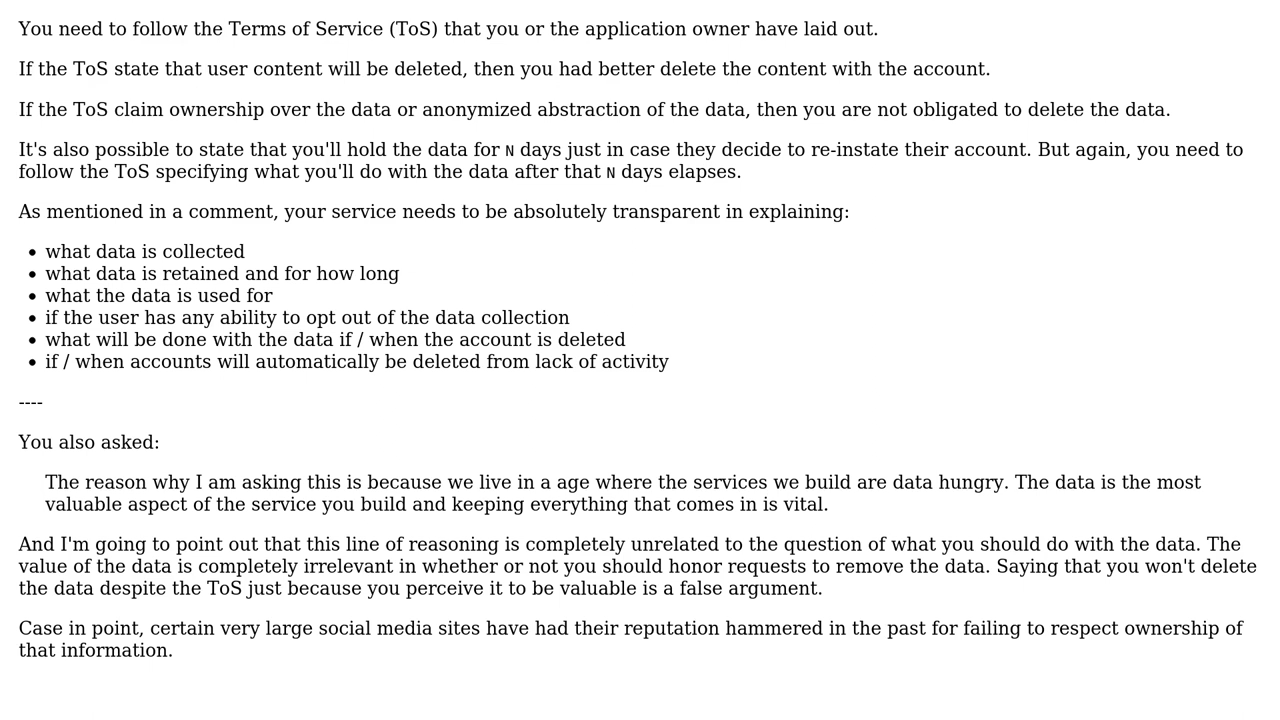 You need to follow the Terms of Service (ToS) that you or the application owner have laid out.
If the ToS state that user content will be deleted, then you had better delete the content with the account.
If the ToS claim ownership over the data or anonymized abstraction of the data, then you are not obligated to delete the data.
It's also possible to state that you'll hold the data for N days just in case they decide to re-instate their account. But again, you need to
follow the ToS specifying what you'll do with the data after that N days elapses.
As mentioned in a comment, your service needs to be absolutely transparent in explaining:
• what data is collected
• what data is retained and for how long
• what the data is used for
• if the user has any ability to opt out of the data collection
• what will be done with the data if / when the account is deleted
• if / when accounts will automatically be deleted from lack of activity
----
You also asked:
The reason why I am asking this is because we live in a age where the services we build are data hungry. The data is the most
valuable aspect of the service you build and keeping everything that comes in is vital.
And I'm going to point out that this line of reasoning is completely unrelated to the question of what you should do with the data. The
value of the data is completely irrelevant in whether or not you should honor requests to remove the data. Saying that you won't delete
the data despite the ToS just because you perceive it to be valuable is a false argument.
Case in point, certain very large social media sites have had their reputation hammered in the past for failing to respect ownership of
that information.